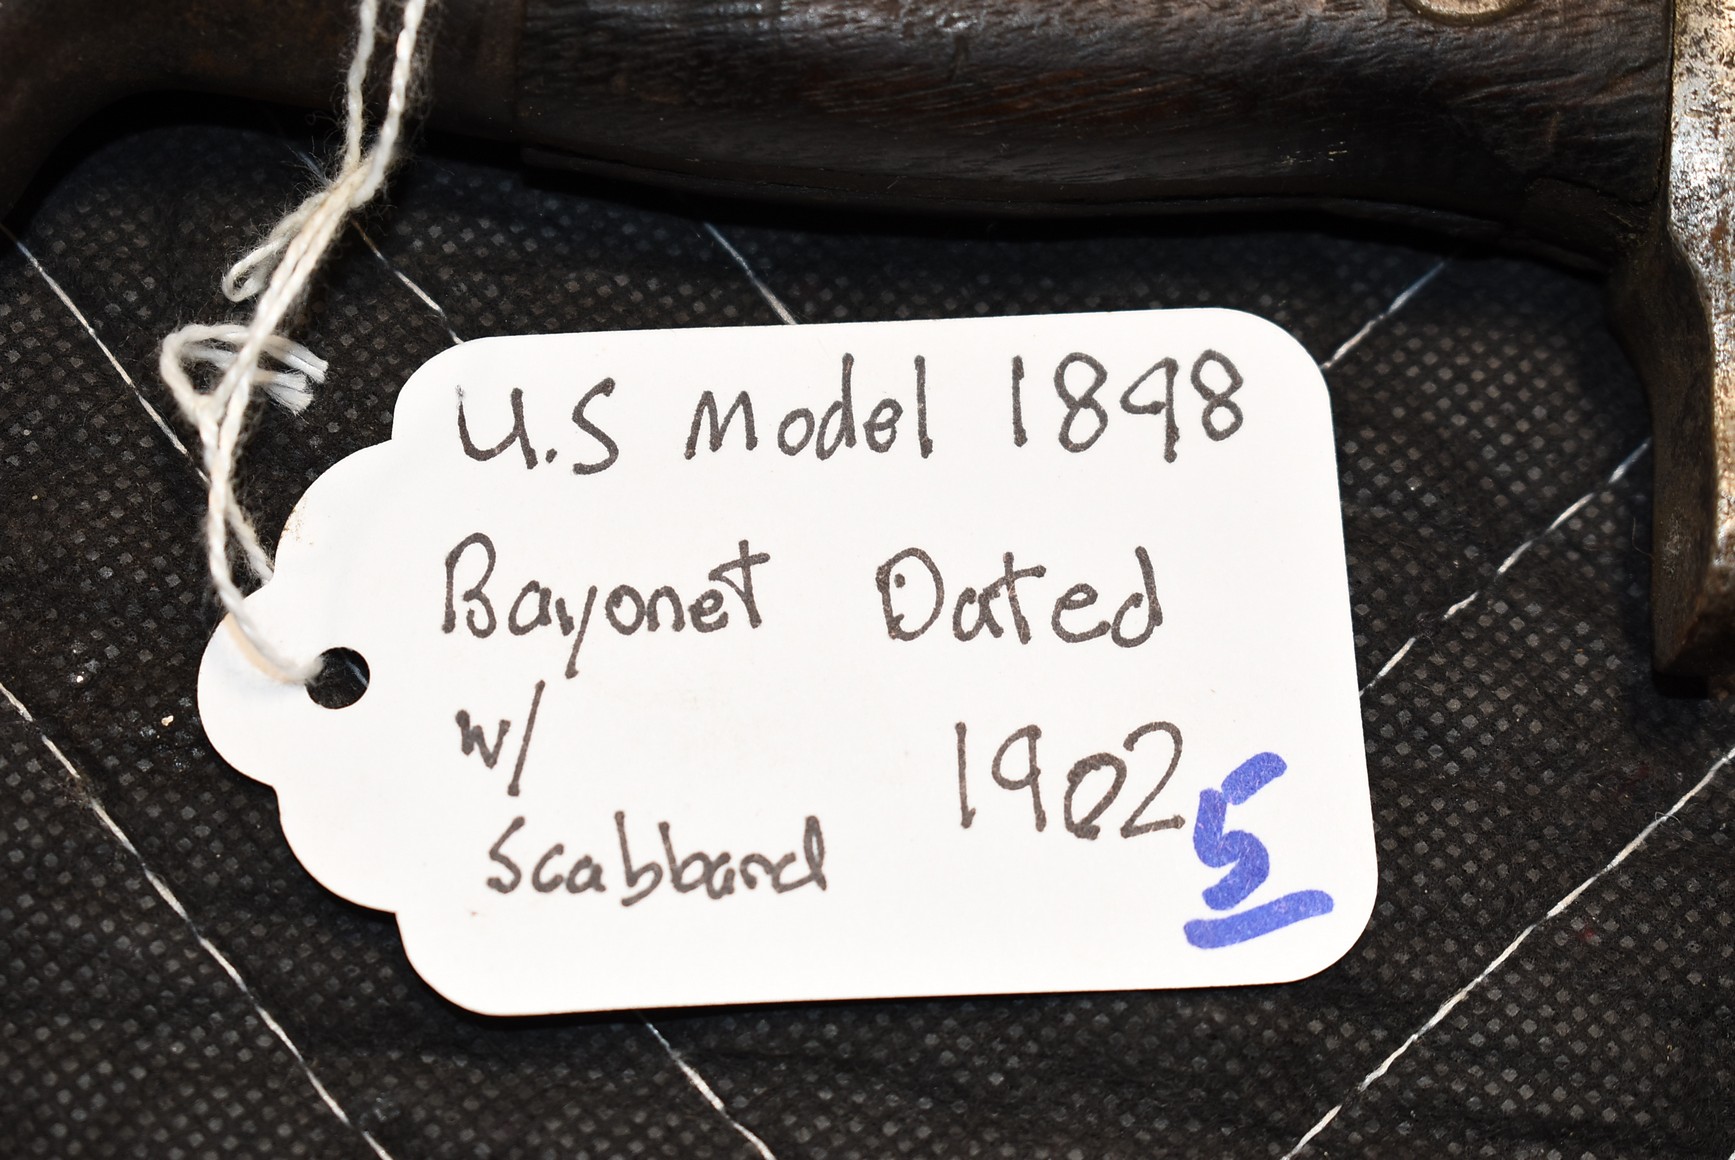 U.S Model 1898
Bayonet Dated
w/ 1902
Scabbard
5